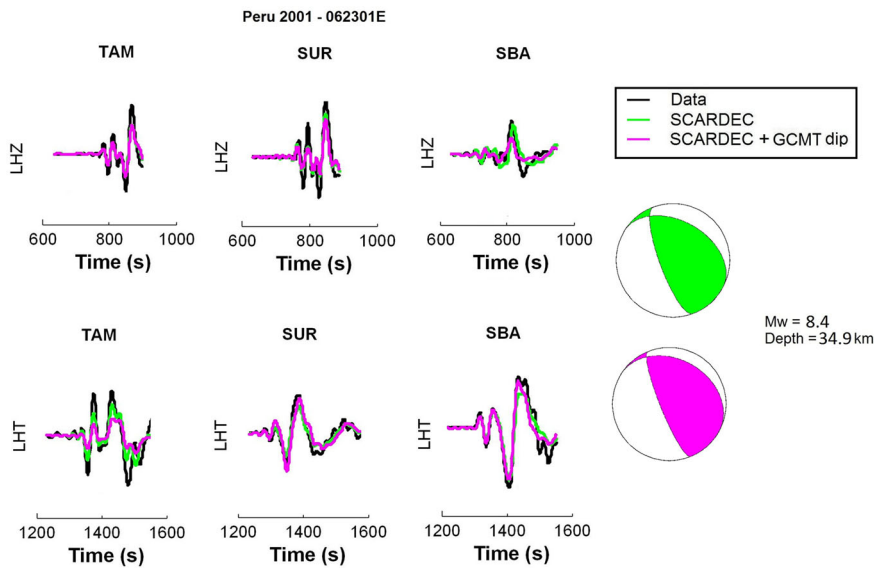 Peru 2001 - 062301E
TAM
SUR
SBA
LHZ
LHZ
LHZ
600 800 1000
600 800 1000
600 800 1000
Time (s)
Time (s)
Time (s)
Data
SCARDEC
SCARDEC + GCMT dip
Mw = 8.4
Depth = 34.9 km
TAM
SUR
SBA
LHT
LHT
LHT
1200 1400 1600
1200 1400 1600
1200 1400 1600
Time (s)
Time (s)
Time (s)